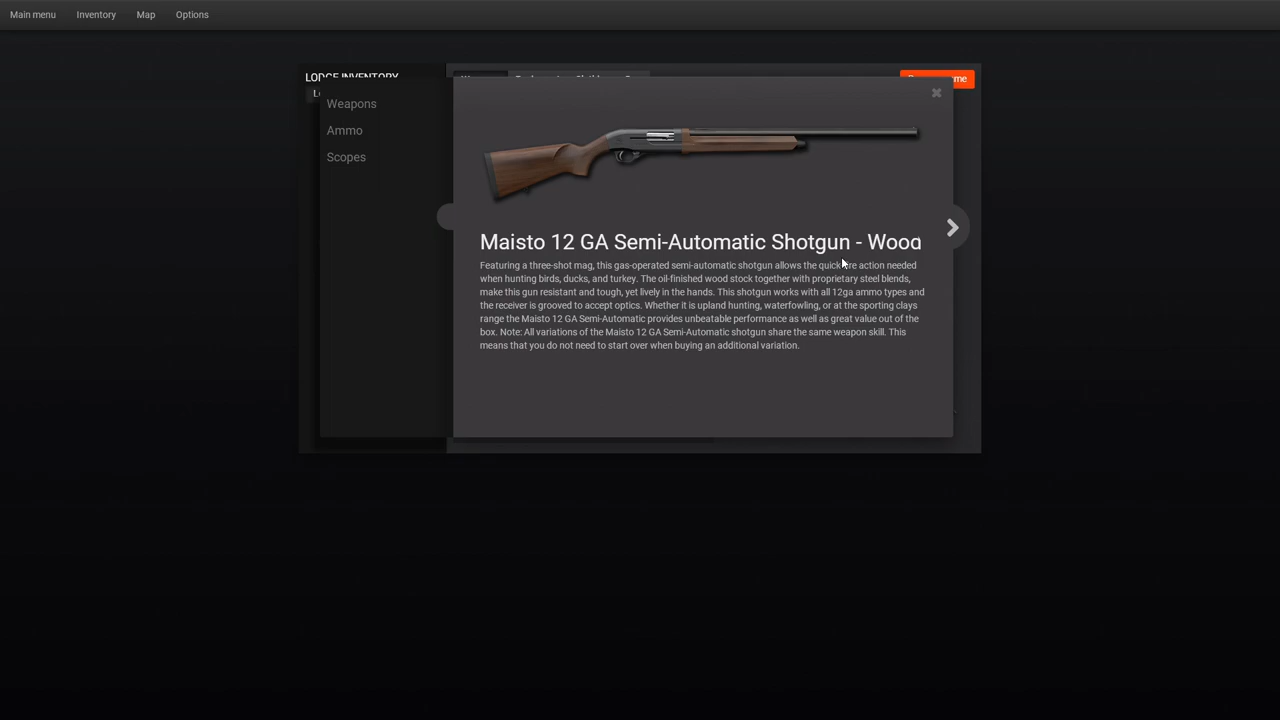 Main menu Inventory Map Options
LODGE INVENTORY
Weapons
Ammo
Scopes
Maisto 12 GA Semi-Automatic Shotgun - Wood
Featuring a three-shot mag, this gas-operated semi-automatic shotgun allows the action needed
when hunting birds, ducks, and turkey. The oil-finished wood stock together with proprietary steel blends,
make this gun resistant and tough, yet lively in the hands. This shotgun works with all 12ga ammo types and
the receiver is grooved to accept optics. Whether it is upland hunting, waterfowling, or at the sporting clays
range the Maisto 12 GA Semi-Automatic provides unbeatable performance as well as great value out of the
box. Note: All variations of the Maisto 12 GA Semi-Automatic shotgun share the same weapon skill. This
means that you do not need to start over when buying an additional variation.